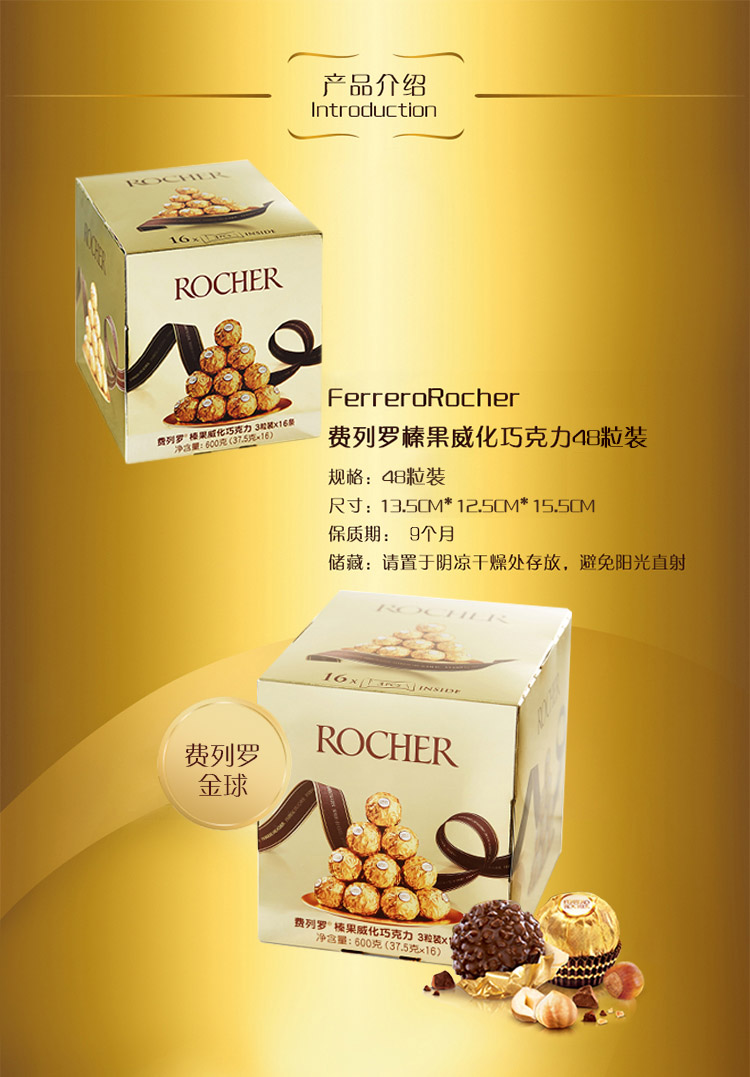 产品介绍
Introduction
ROCHER
16 x 3 PCS INSIDE
ROCHER
费列罗® 榛果威化巧克力 3粒装x16条
净含量: 600克 (37.5克x16)
FerreroRocher
费列罗榛果威化巧克力48粒装
规格：48粒装
尺寸：13.5CM* 12.5CM* 15.5CM
保质期： 9个月
储藏：请置于阴凉干燥处存放，避免阳光直射
ROCHER
16 x 3 PCS INSIDE
ROCHER
费列罗
金球
费列罗® 榛果威化巧克力 3粒装x
净含量: 600克 (37.5克x16)
FERRERO
ROCHER